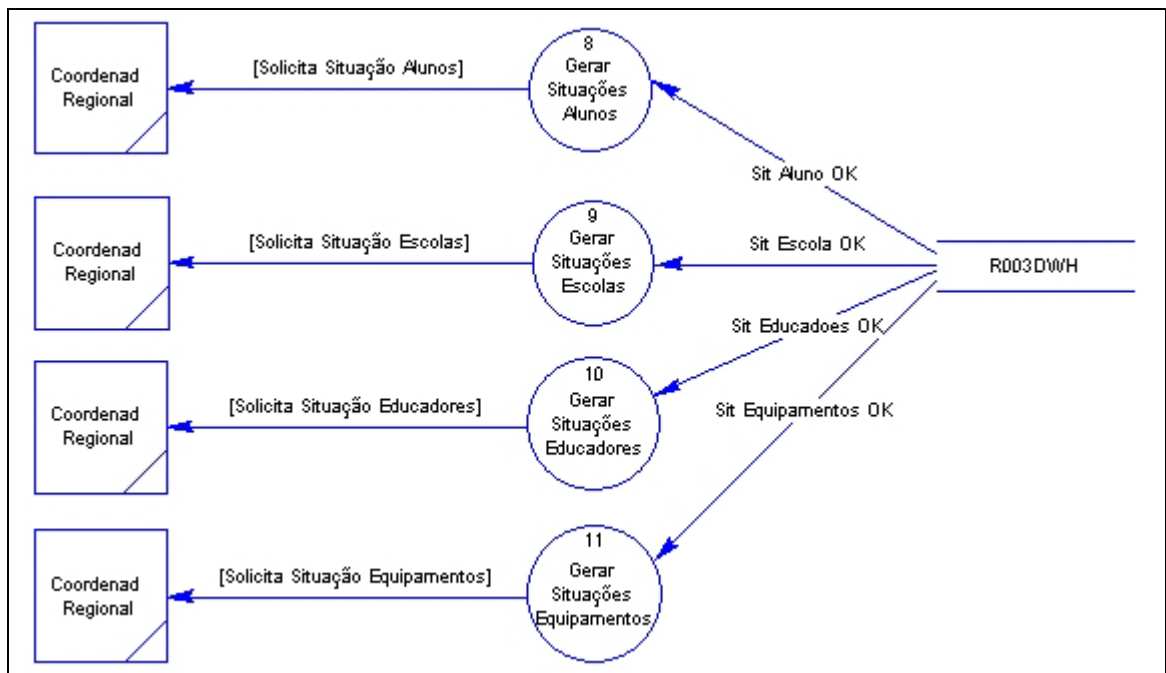 Coordenad
Regional
[Solicita Situação Alunos]
8
Gerar
Situações
Alunos
Sit Aluno OK
Coordenad
Regional
[Solicita Situação Escolas]
9
Gerar
Situações
Escolas
Sit Escola OK
R003DWH
Sit Educadoes OK
Coordenad
Regional
[Solicita Situação Educadores]
10
Gerar
Situações
Educadores
Sit Equipamentos OK
Coordenad
Regional
[Solicita Situação Equipamentos]
11
Gerar
Situações
Equipamentos